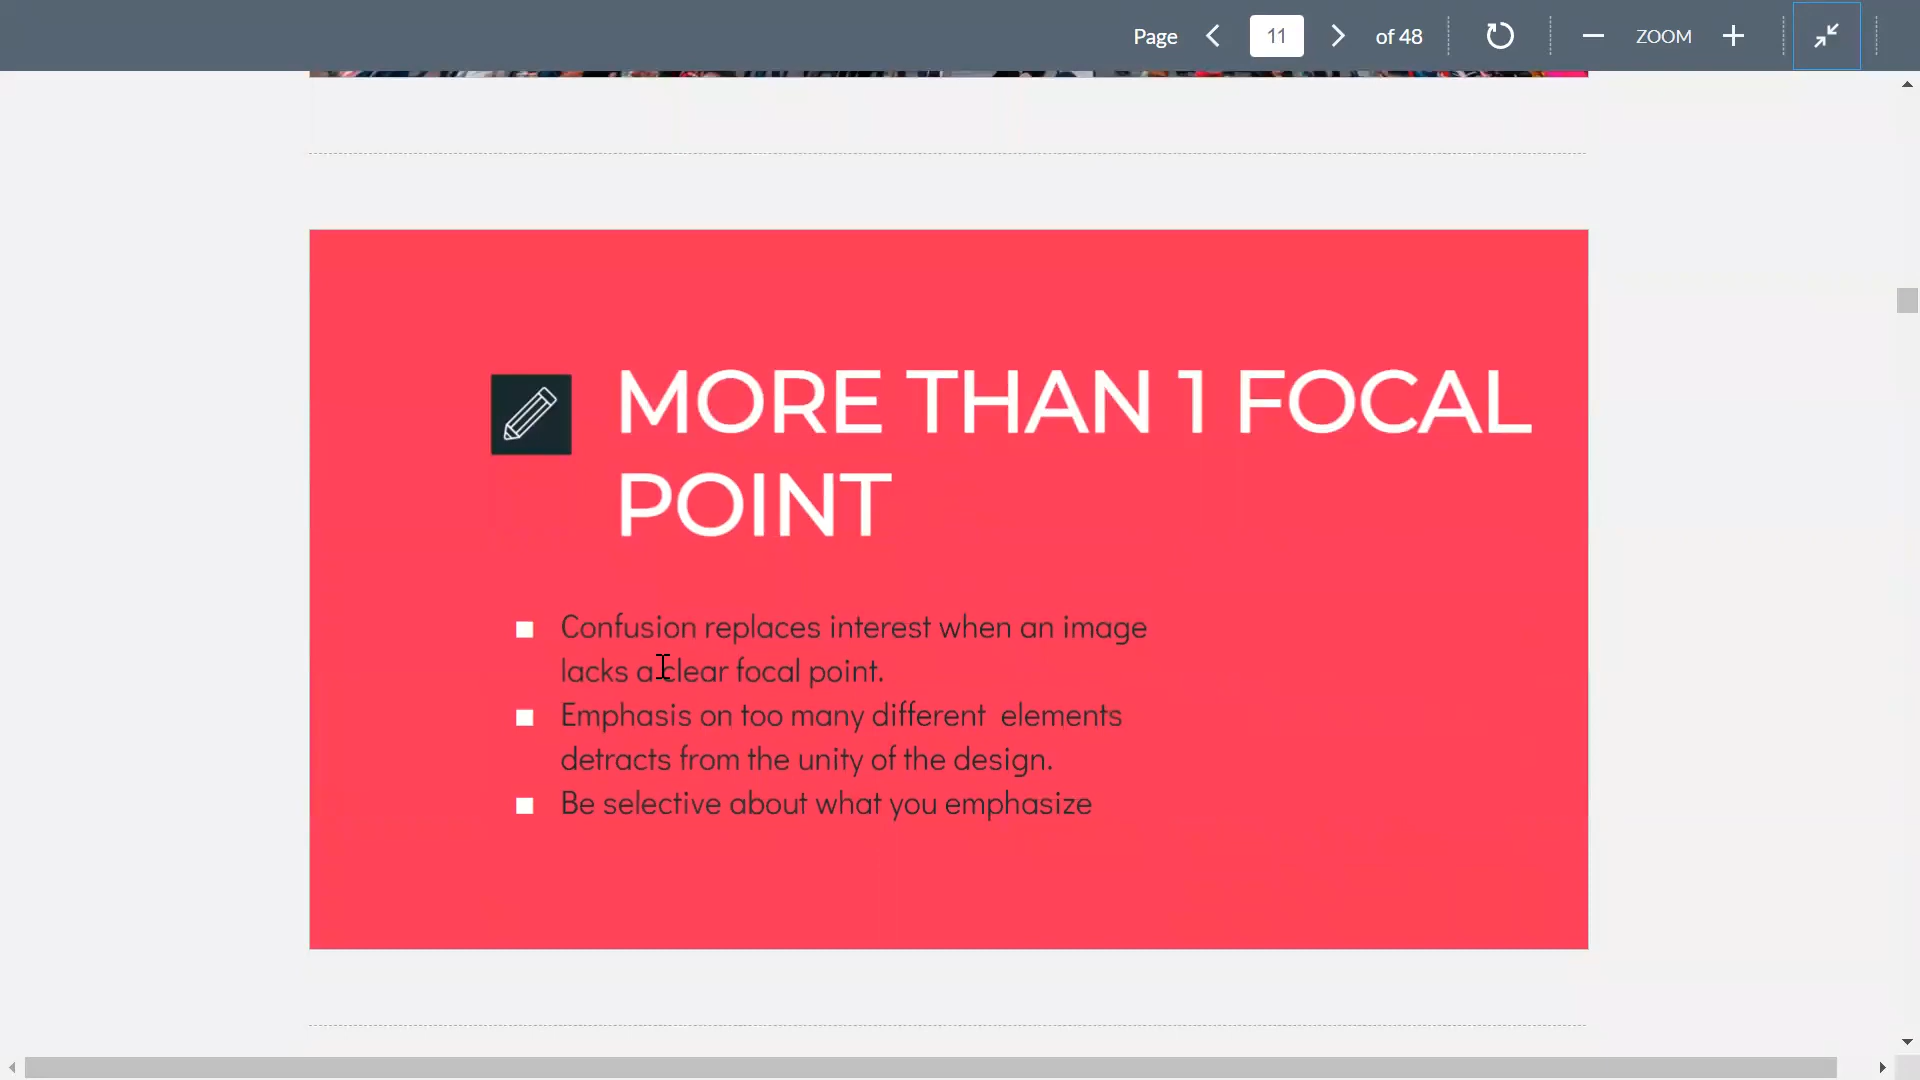 Page 11 of 48 ZOOM
MORE THAN 1 FOCAL
POINT
Confusion replaces interest when an image
lacks a clear focal point.
Emphasis on too many different elements
detracts from the unity of the design.
Be selective about what you emphasize